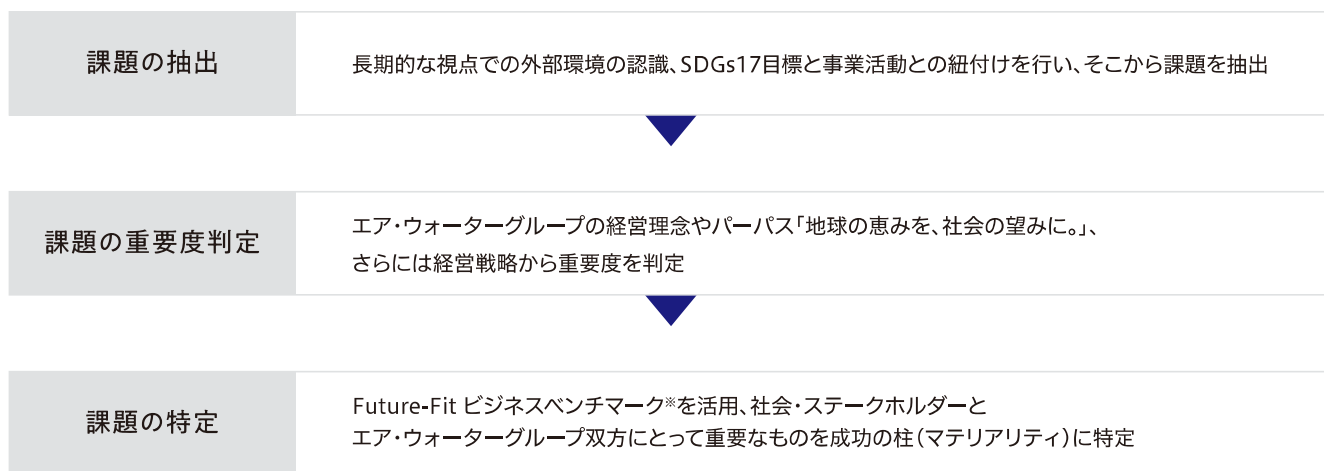 課題の抽出
長期的な視点での外部環境の認識、SDGs17目標と事業活動との紐付けを行い、そこから課題を抽出
課題の重要度判定
エア・ウォーターグループの経営理念やパーパス「地球の恵みを、社会の望みに。」、
さらには経営戦略から重要度を判定
課題の特定
Future-Fit ビジネスベンチマーク※を活用、社会・ステークホルダーと
エア・ウォーターグループ双方にとって重要なものを成功の柱（マテリアリティ）に特定